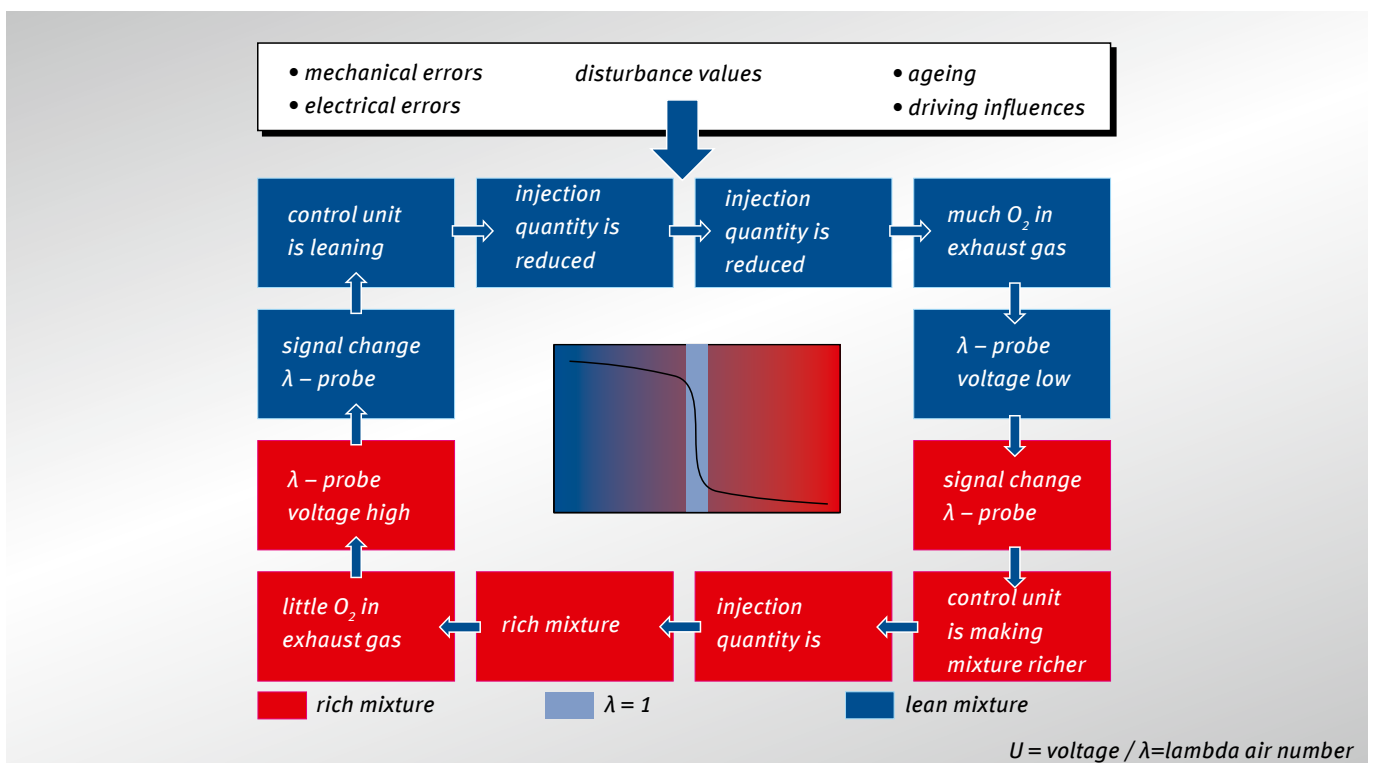 • mechanical errors
• electrical errors
disturbance values
• ageing
• driving influences
control unit
is leaning
injection
quantity is
reduced
injection
quantity is
reduced
much O₂ in
exhaust gas
signal change
λ – probe
λ – probe
voltage low
λ – probe
voltage high
signal change
λ – probe
little O₂ in
exhaust gas
rich mixture
injection
quantity is
control unit
is making
mixture richer
rich mixture
λ = 1
lean mixture
U = voltage / λ=lambda air number